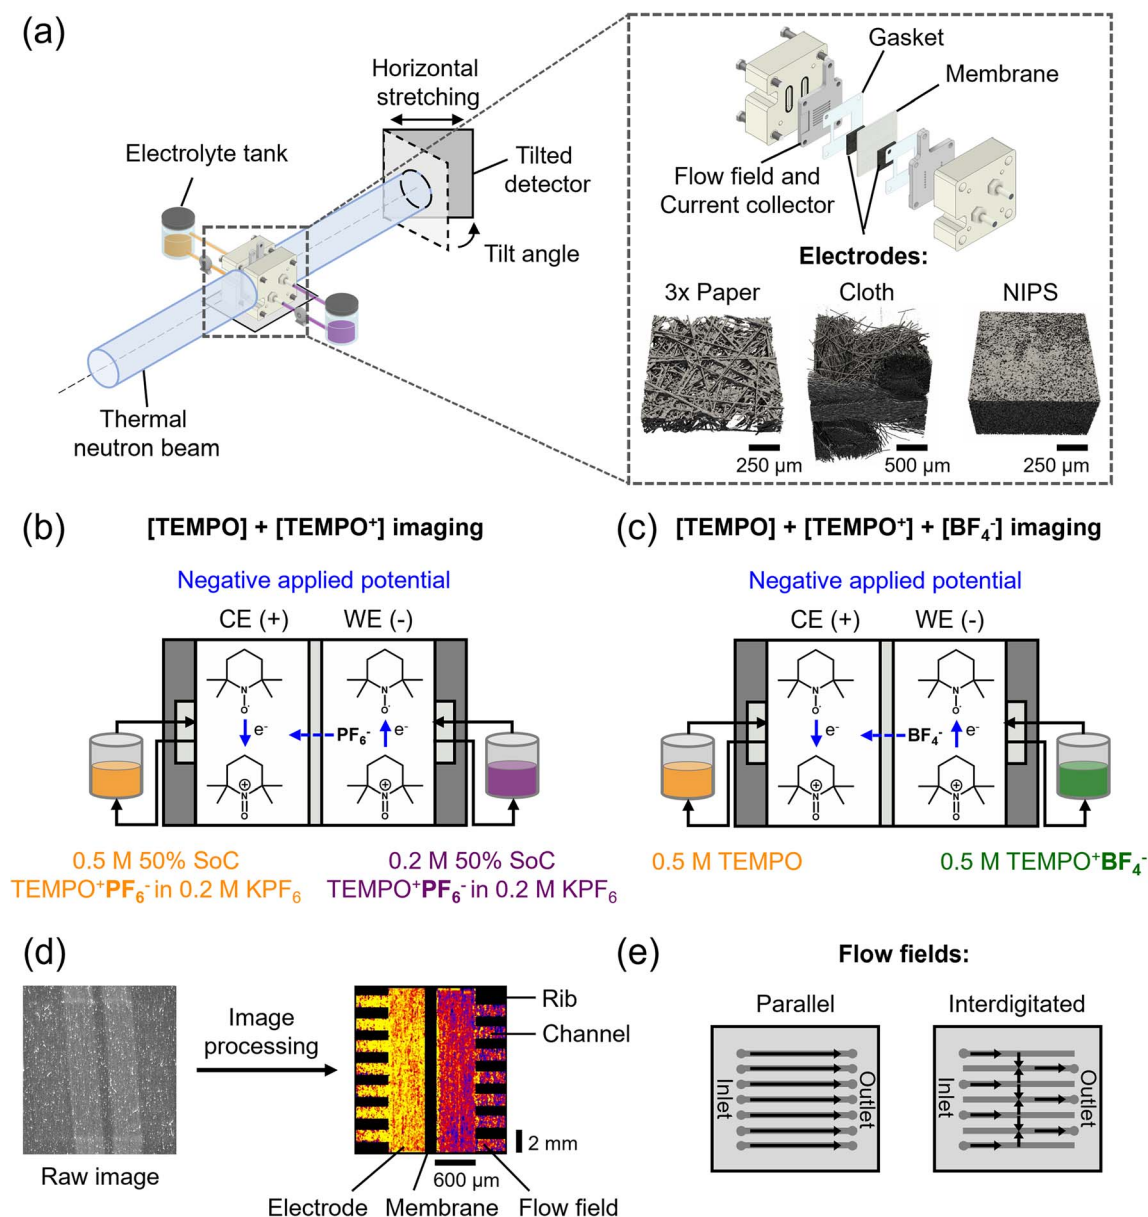 (a)
Horizontal
stretching
Electrolyte tank
Tilted
detector
Tilt angle
Thermal
neutron beam
Gasket
Membrane
Flow field and
Current collector
Electrodes:
3x Paper
Cloth
NIPS
250 µm
500 µm
250 µm
(b)
[TEMPO] + [TEMPO⁺] imaging
Negative applied potential
CE (+)
WE (-)
N
O·
N
O·
e⁻
PF₆⁻
e⁻
N
O
N
O
0.5 M 50% SoC
TEMPO⁺PF₆⁻ in 0.2 M KPF₆
0.2 M 50% SoC
TEMPO⁺PF₆⁻ in 0.2 M KPF₆
(c)
[TEMPO] + [TEMPO⁺] + [BF₄⁻] imaging
Negative applied potential
CE (+)
WE (-)
N
O·
N
O·
e⁻
BF₄⁻
e⁻
N
O
N
O
0.5 M TEMPO
0.5 M TEMPO⁺BF₄⁻
(d)
Image
processing
Raw image
Rib
Channel
2 mm
600 µm
Electrode
Membrane
Flow field
(e)
Flow fields:
Parallel
Interdigitated
Inlet
Outlet
Inlet
Outlet